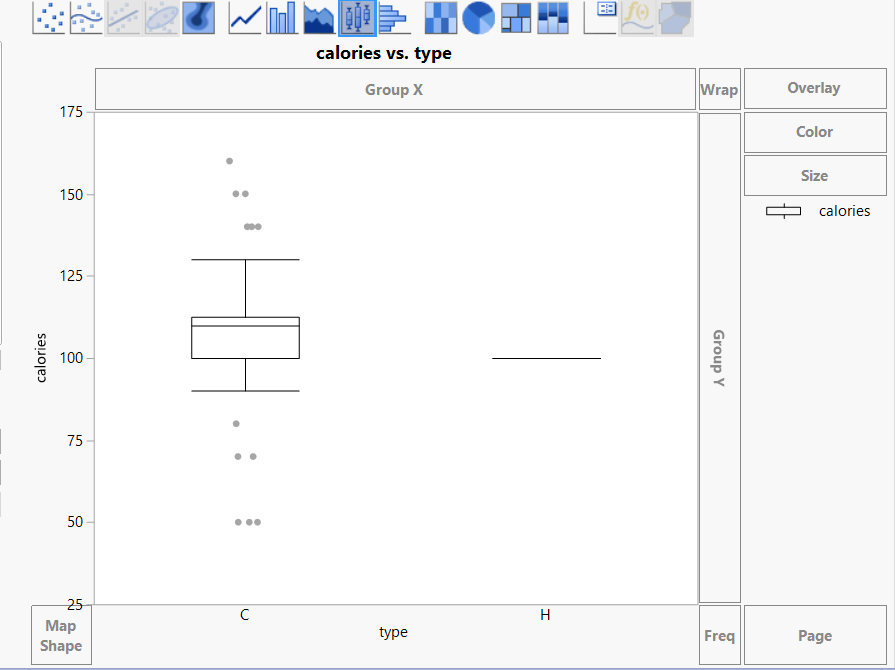 calories vs. type
Group X
Wrap
Overlay
Color
Size
calories
175
150
125
100
75
50
25
calories
Group Y
C
H
type
Map
Shape
Freq
Page